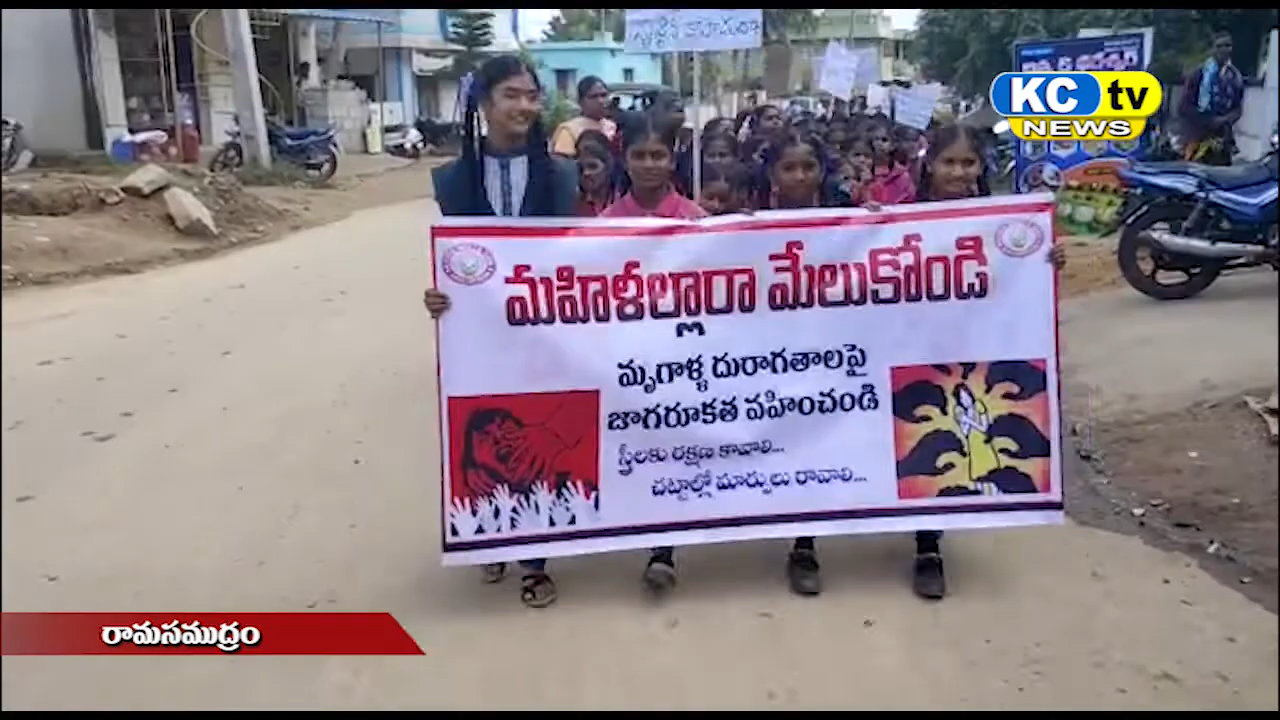 KC tv
NEWS
మహిళల్లారా మేలుకోండి
మృగాళ్ళ దురాగతాలపై
జాగరూకత వహించండి
స్త్రీలకు రక్షణ కావాలి...
చట్టాల్లో మార్పులు రావాలి...
రామసముద్రం